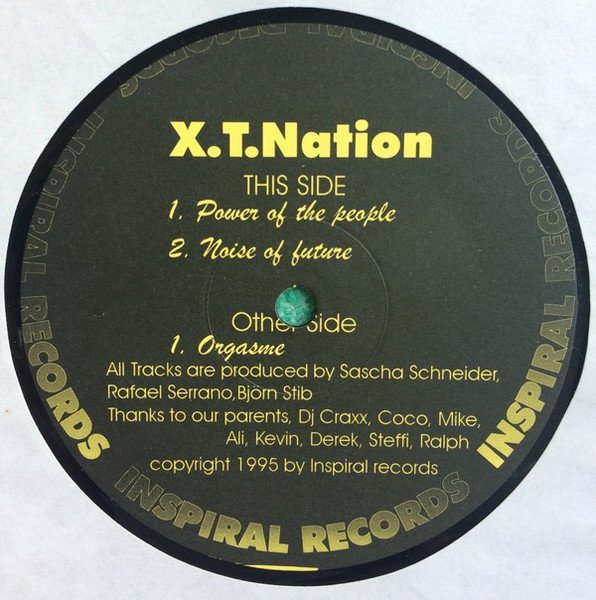 X.T.Nation
THIS SIDE
1. Power of the people
2. Noise of future
Other Side
1. Orgasme
All Tracks are produced by Sascha Schneider,
Rafael Serrano,Björn Stib
Thanks to our parents, Dj Craxx, Coco, Mike,
Ali, Kevin, Derek, Steffi, Ralph
copyright 1995 by Inspiral records
INSPIRAL RECORDS
INSPIRAL RECORDS
INSPIRAL RECORDS
INSPIRAL RECORDS
INSPIRAL RECORDS